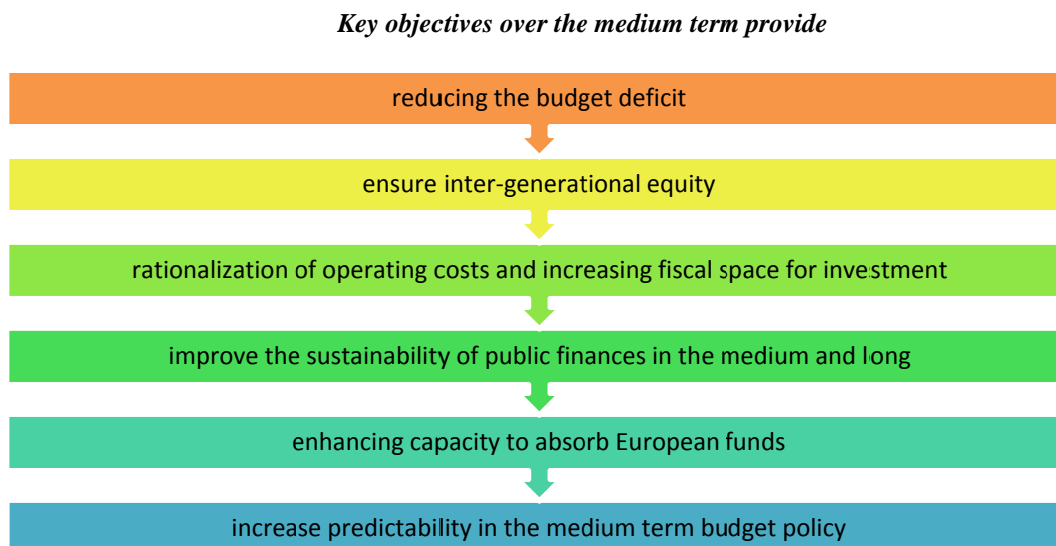 Key objectives over the medium term provide
reducing the budget deficit
ensure inter-generational equity
rationalization of operating costs and increasing fiscal space for investment
improve the sustainability of public finances in the medium and long
enhancing capacity to absorb European funds
increase predictability in the medium term budget policy